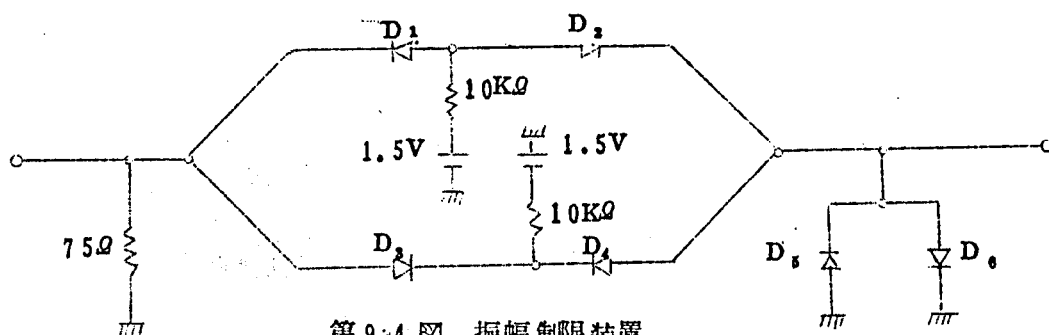 D₁
D₂
10KΩ
1.5V
1.5V
10KΩ
75Ω
D₃
D₄
D₅
D₆
第9.4図 振幅制限装置